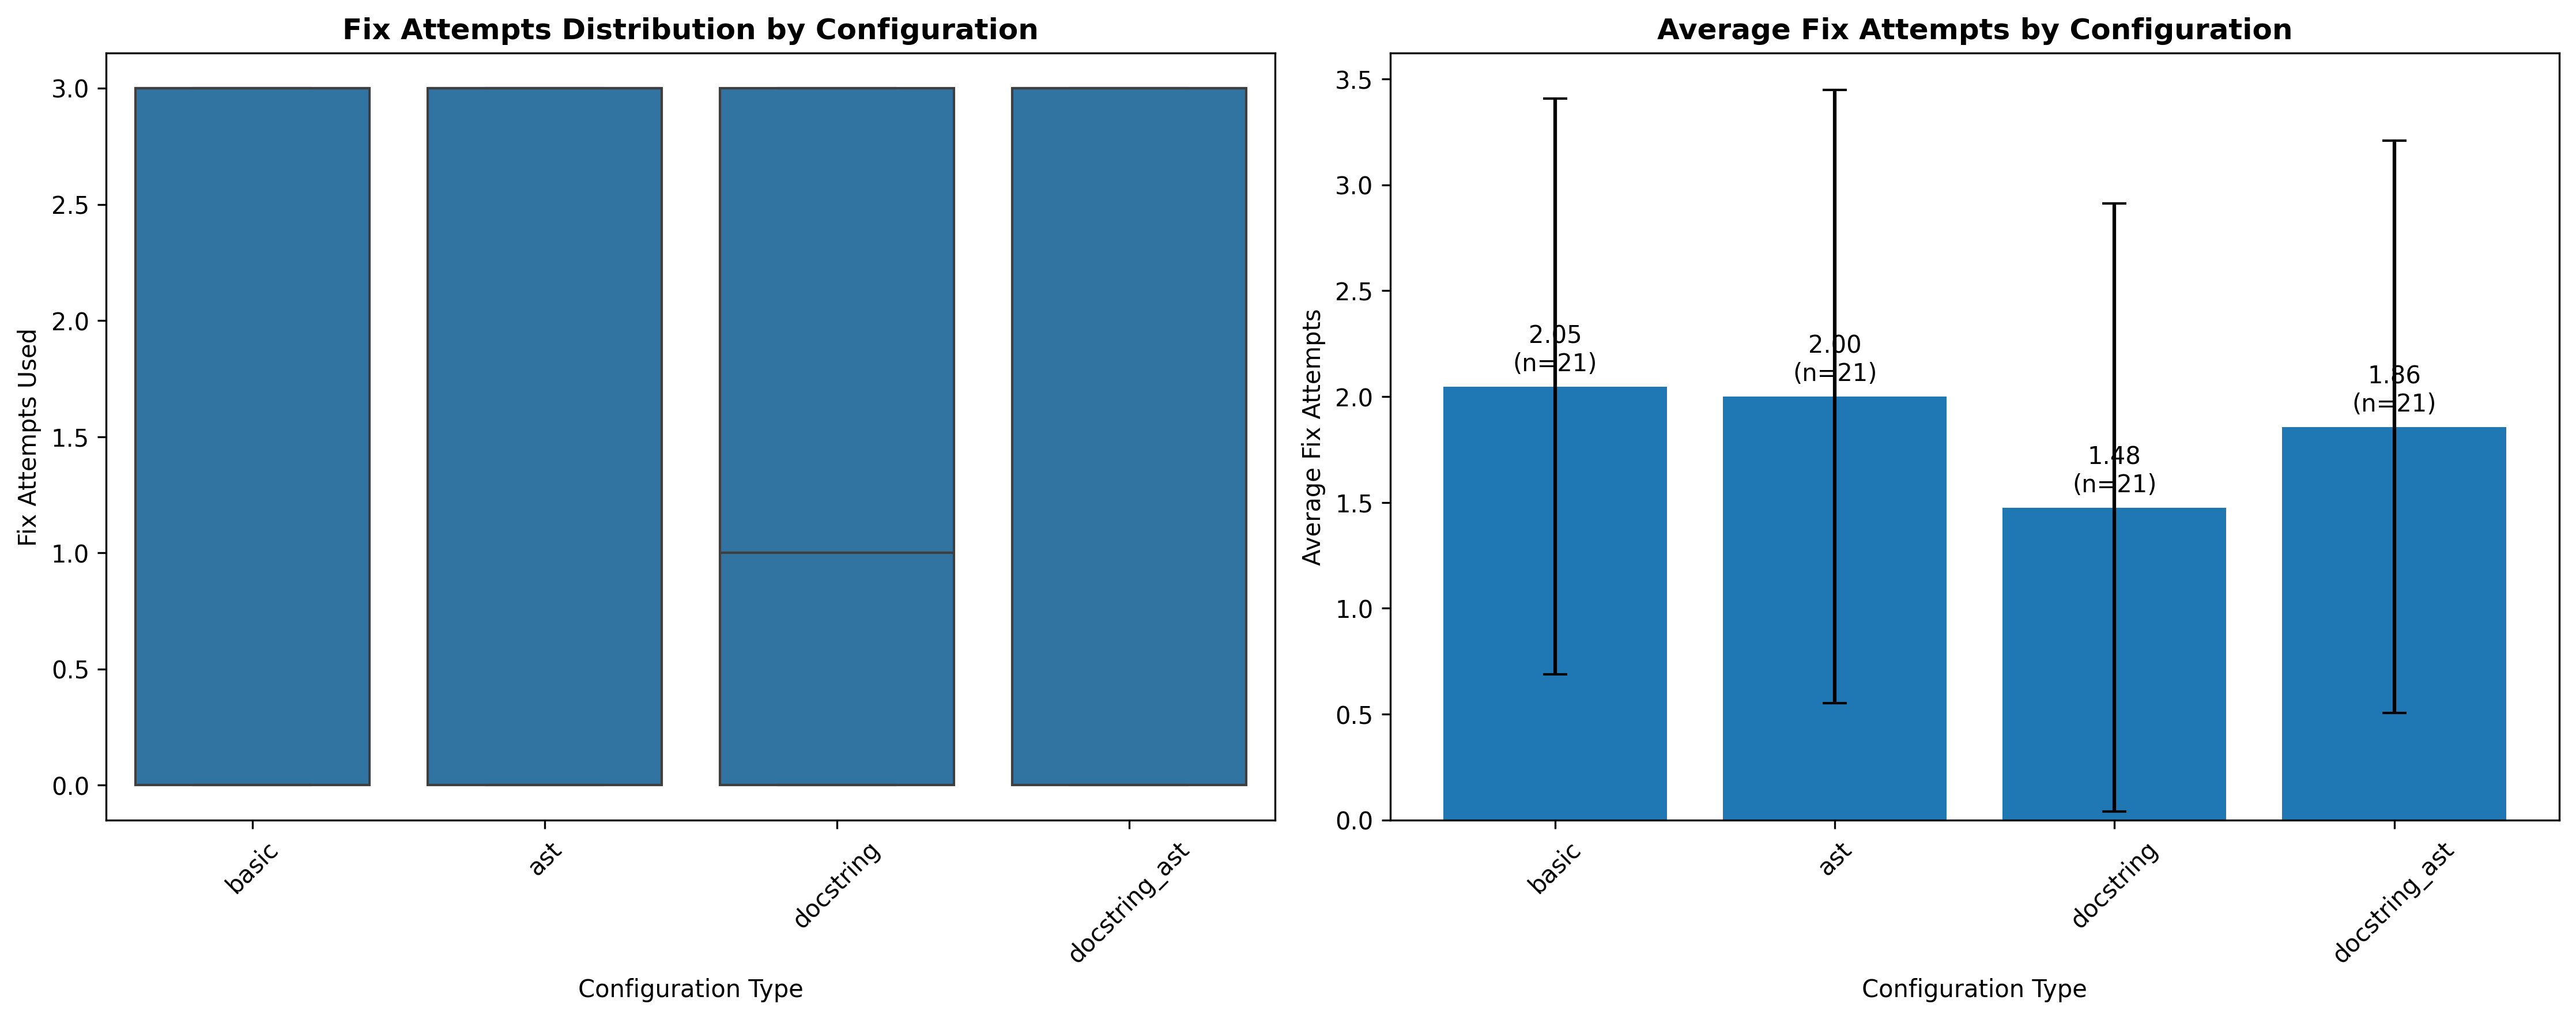 Fix Attempts Distribution by Configuration
Fix Attempts Used
3.0
2.5
2.0
1.5
1.0
0.5
0.0
basic
ast
docstring
docstring_ast
Configuration Type
Average Fix Attempts by Configuration
Average Fix Attempts
3.5
3.0
2.5
2.0
1.5
1.0
0.5
0.0
2.05
(n=21)
2.00
(n=21)
1.48
(n=21)
1.86
(n=21)
basic
ast
docstring
docstring_ast
Configuration Type